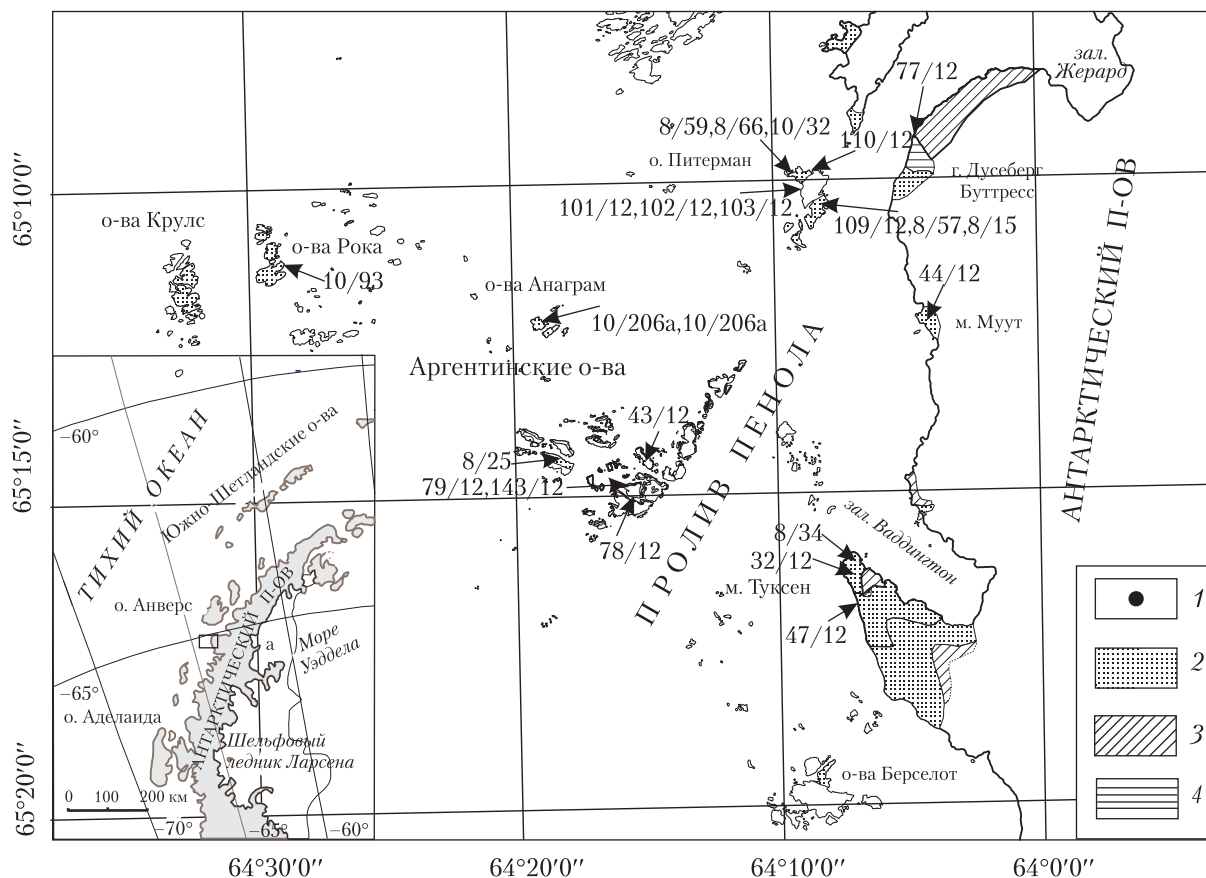 зал.
Жерард
77/12
8/59,8/66,10/32
110/12
о. Питерман
г. Дусеберг
Буттресс
65°10′0″
101/12,102/12,103/12
109/12,8/57,8/15
о-ва Крулс
о-ва Рока
10/93
44/12
о-ва Анаграм
10/206а,10/206а
м. Муут
Аргентинские о-ва
ПРОЛИВ ПЕНОЛА
АНТАРКТИЧЕСКИЙ П-ОВ
43/12
8/25
79/12,143/12
78/12
65°15′0″
зал. Ваддингтон
8/34
32/12
м. Туксен
47/12
о-ва Берселот
65°20′0″
−60°
ТИХИЙ ОКЕАН
Южно-Шетландские о-ва
о. Анверс
АНТАРКТИЧЕСКИЙ П-ОВ
а
Море
Уэддела
−65°
о. Аделаида
Шельфовый
ледник Ларсена
0 100 200 км
−70° −65° −60°
1
2
3
4
64°30′0″ 64°20′0″ 64°10′0″ 64°0′0″